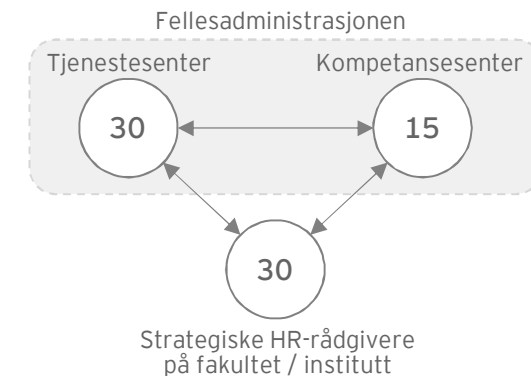 Fellesadministrasjonen
Tjenestesenter
Kompetansesenter
30
15
30
Strategiske HR-rådgivere
på fakultet / institutt